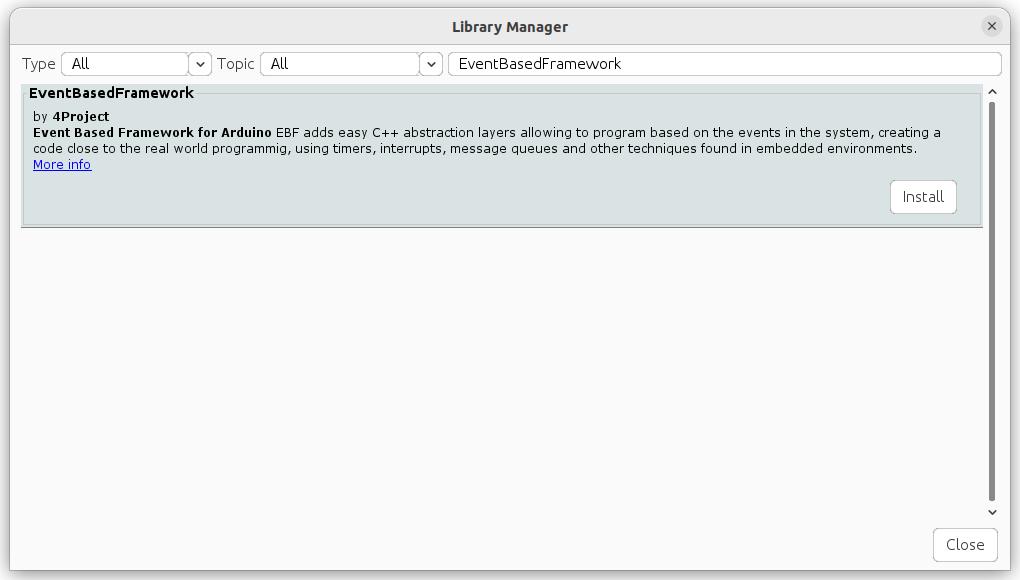 Library Manager
Type All Topic All EventBasedFramework
EventBasedFramework
by 4Project
Event Based Framework for Arduino EBF adds easy C++ abstraction layers allowing to program based on the events in the system, creating a
code close to the real world programmig, using timers, interrupts, message queues and other techniques found in embedded environments.
More info
Install
Close